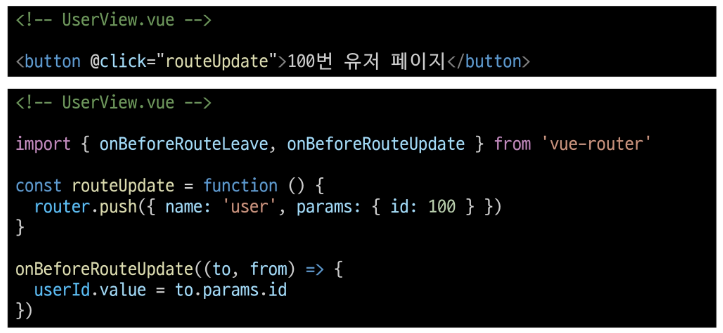 <!-- UserView.vue -->
<button @click="routeUpdate">100번 유저 페이지</button>
<!-- UserView.vue -->
import { onBeforeRouteLeave, onBeforeRouteUpdate } from 'vue-router'
const routeUpdate = function () {
  router.push({ name: 'user', params: { id: 100 } })
}
onBeforeRouteUpdate((to, from) => {
  userId.value = to.params.id
})